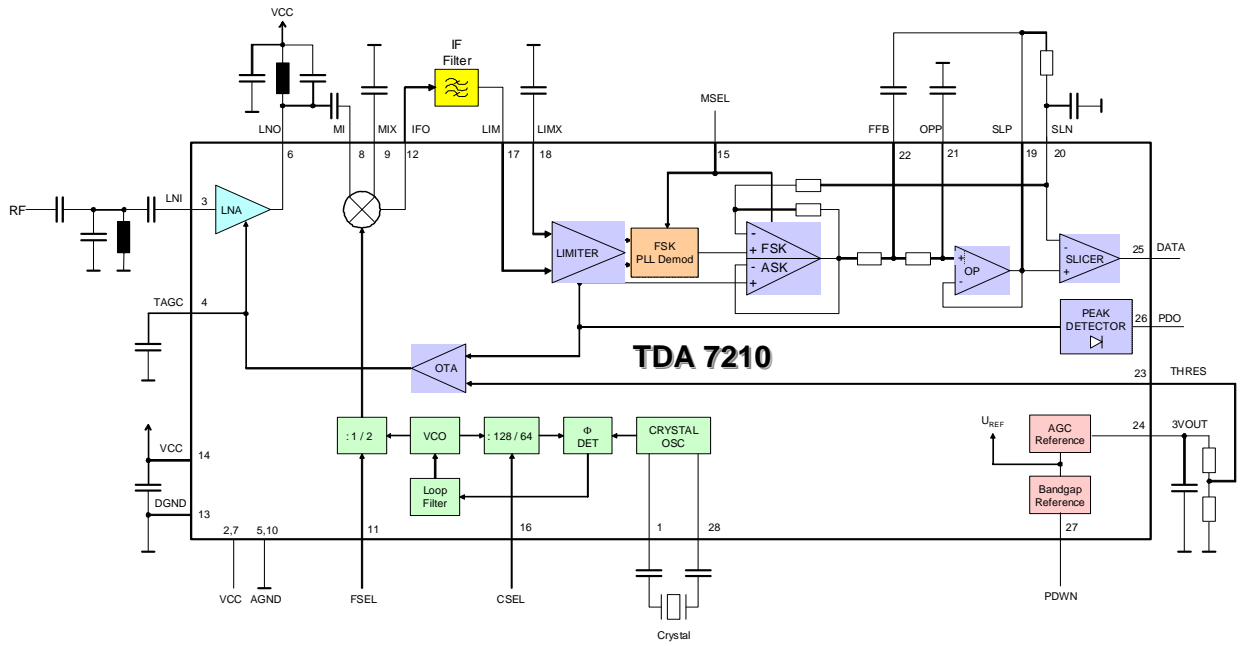 VCC
IF
Filter
MSEL
LNO
MI
MIX
IFO
LIM
LIMX
FFB
OPP
SLP
SLN
6
8
9
12
17
18
15
22
21
19
20
RF
LNI
3
LNA
LIMITER
FSK
PLL Demod
-
+ FSK
- ASK
+
+
OP
-
-
SLICER
+
25
DATA
TAGC
4
PEAK
DETECTOR
26
PDO
OTA
TDA 7210
23
THRES
: 1 / 2
VCO
: 128 / 64
Φ
DET
CRYSTAL
OSC
UREF
AGC
Reference
24
3VOUT
VCC
14
Loop
Filter
Bandgap
Reference
DGND
13
2,7
5,10
11
16
1
28
27
VCC
AGND
FSEL
CSEL
PDWN
Crystal